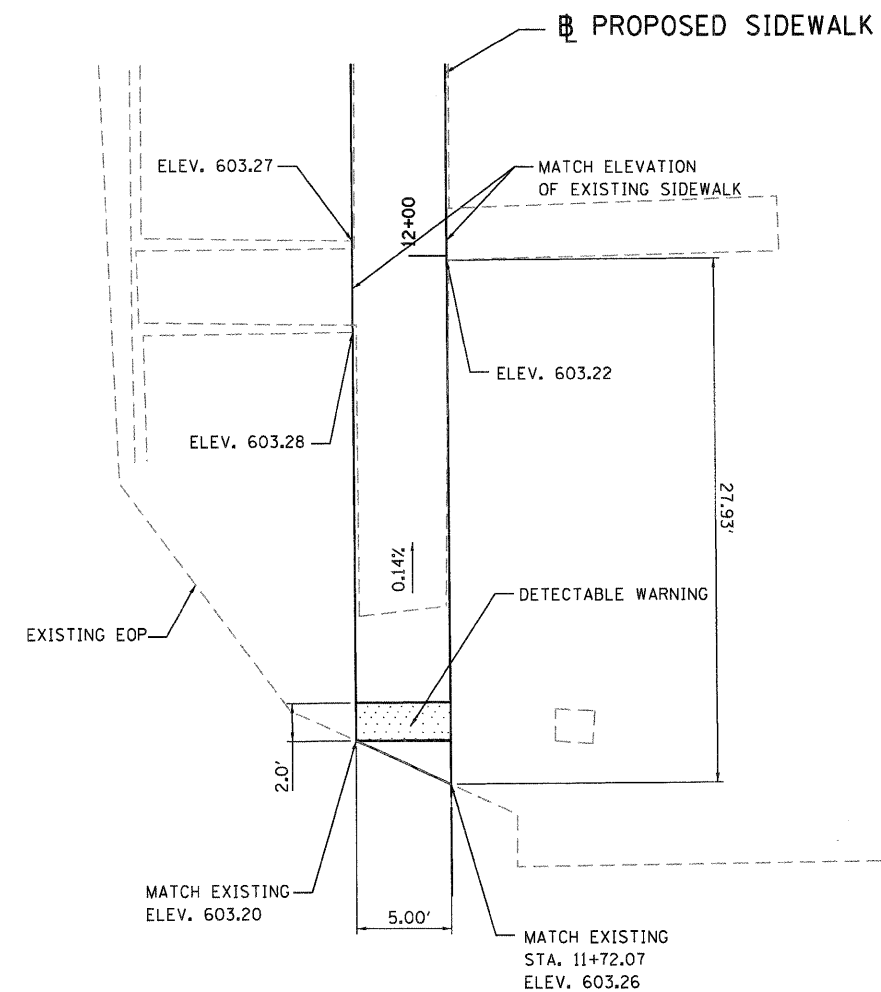 ℄ PROPOSED SIDEWALK
ELEV. 603.27
MATCH ELEVATION
OF EXISTING SIDEWALK
12+00
ELEV. 603.22
ELEV. 603.28
27.93'
0.14%
DETECTABLE WARNING
EXISTING EOP
2.0'
MATCH EXISTING
ELEV. 603.20
5.00'
MATCH EXISTING
STA. 11+72.07
ELEV. 603.26